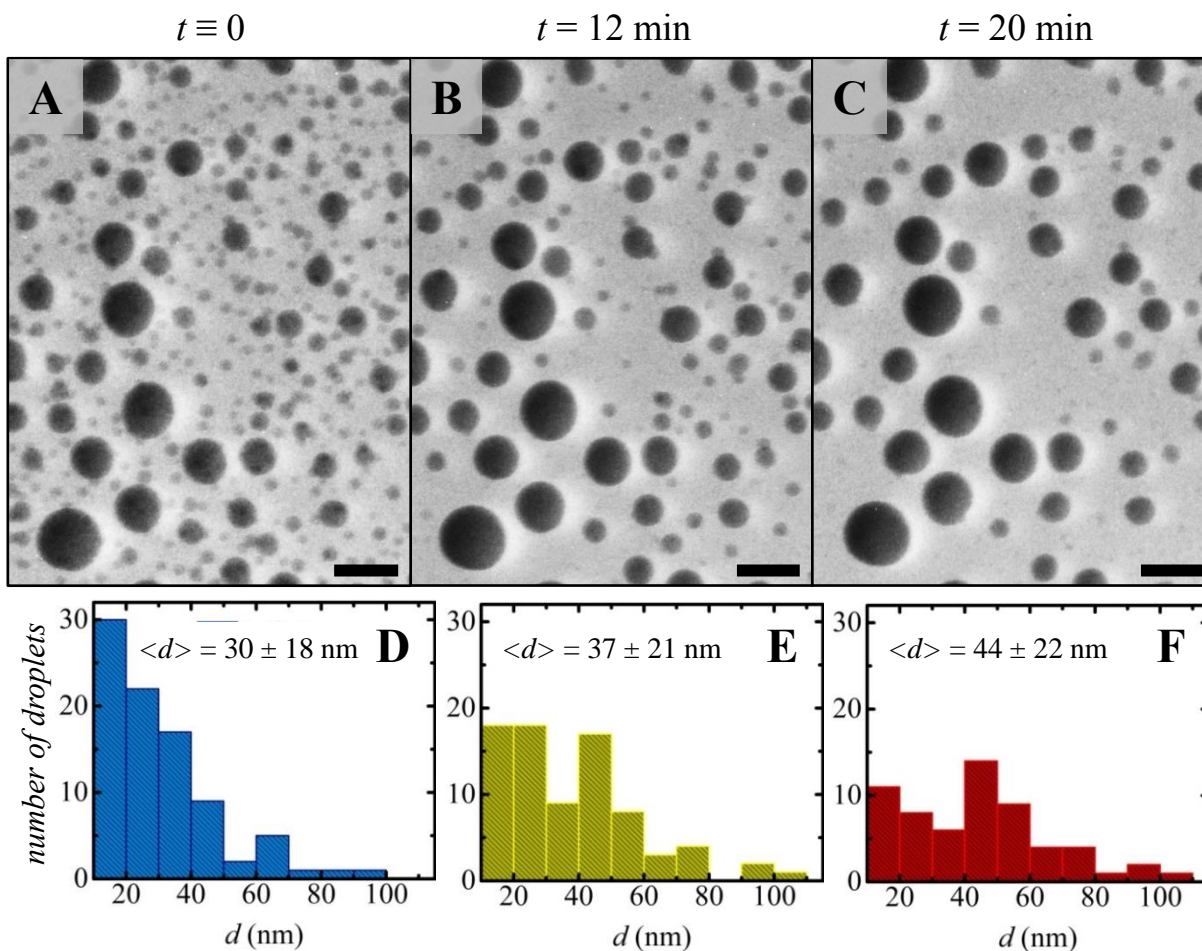 t ≡ 0
t = 12 min
t = 20 min
A
B
C
number of droplets
30
20
10
0
<d> = 30 ± 18 nm
D
20 40 60 80 100
d (nm)
30
20
10
0
<d> = 37 ± 21 nm
E
20 40 60 80 100
d (nm)
30
20
10
0
<d> = 44 ± 22 nm
F
20 40 60 80 100
d (nm)